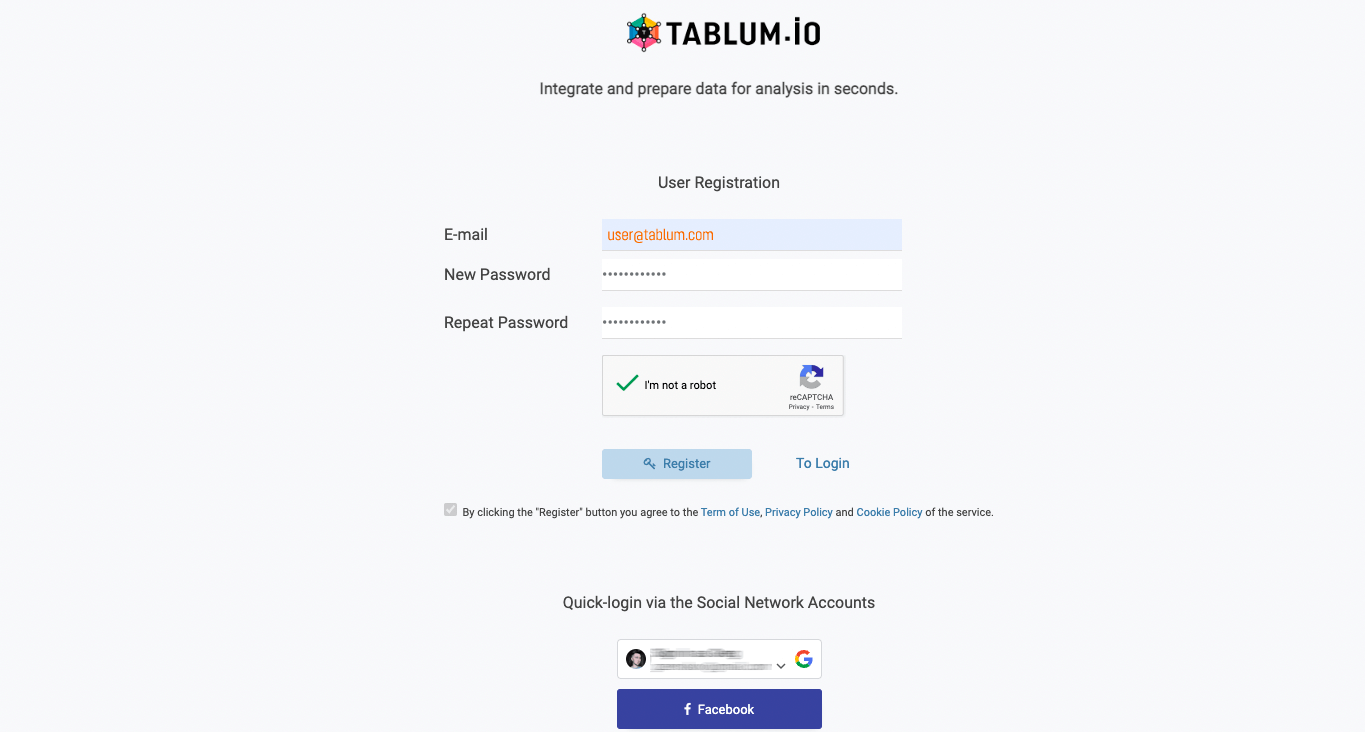 TABLUM.iO
Integrate and prepare data for analysis in seconds.
User Registration
E-mail
user@tablum.com
New Password
••••••••••••
Repeat Password
••••••••••••
I'm not a robot
reCAPTCHA
Privacy - Terms
Register
To Login
By clicking the "Register" button you agree to the Term of Use, Privacy Policy and Cookie Policy of the service.
Quick-login via the Social Network Accounts
Facebook